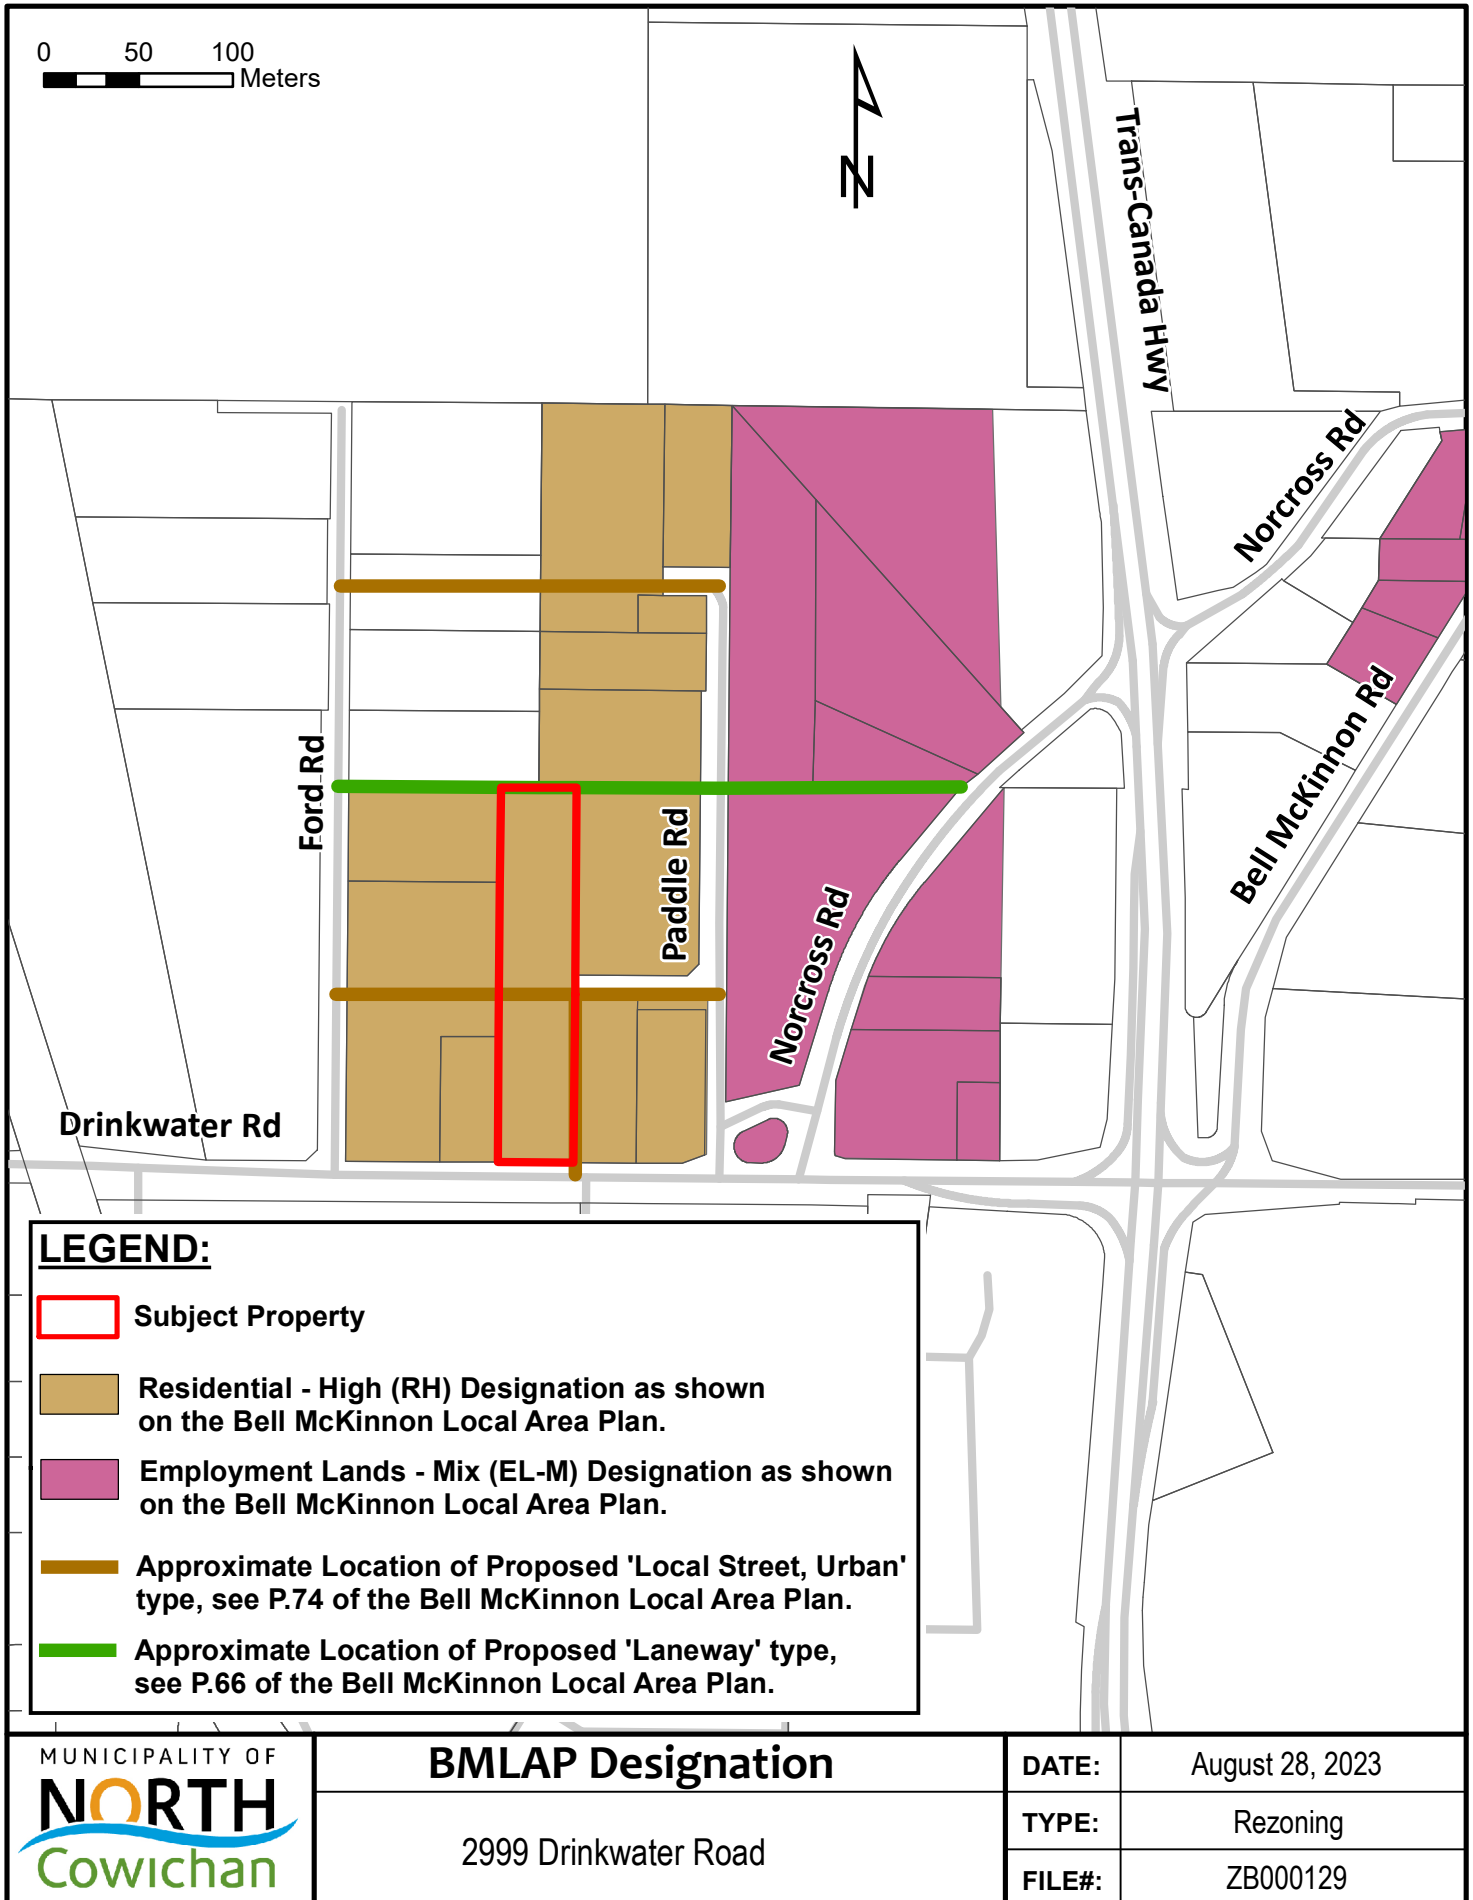 0 50 100
Meters
N
Trans-Canada Hwy
Norcross Rd
Bell McKinnon Rd
Ford Rd
Paddle Rd
Norcross Rd
Drinkwater Rd
LEGEND:
Subject Property
Residential - High (RH) Designation as shown
on the Bell McKinnon Local Area Plan.
Employment Lands - Mix (EL-M) Designation as shown
on the Bell McKinnon Local Area Plan.
Approximate Location of Proposed 'Local Street, Urban'
type, see P.74 of the Bell McKinnon Local Area Plan.
Approximate Location of Proposed 'Laneway' type,
see P.66 of the Bell McKinnon Local Area Plan.
MUNICIPALITY OF
NORTH
Cowichan
BMLAP Designation
2999 Drinkwater Road
DATE: August 28, 2023
TYPE: Rezoning
FILE#: ZB000129